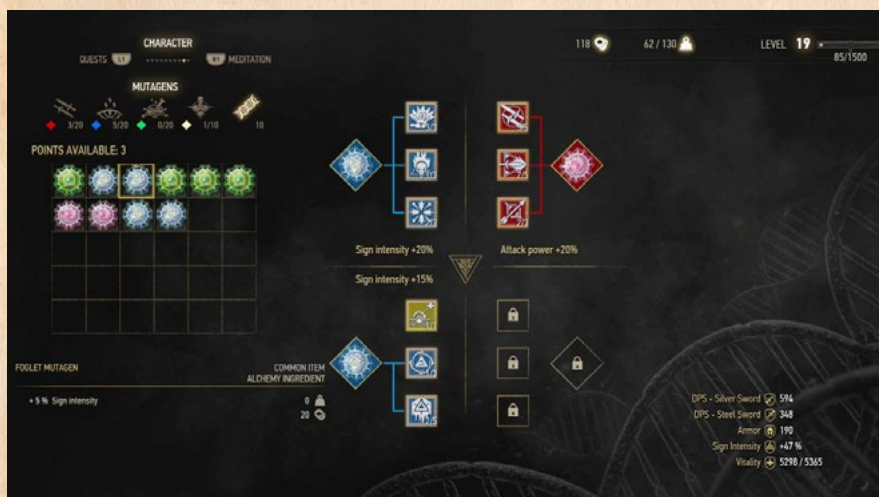 CHARACTER
QUESTS L1 R1 MEDITATION
118 62 / 130 LEVEL 19
85/1500
MUTAGENS
3/20 5/20 0/20 1/10 10
POINTS AVAILABLE: 3
Sign intensity +20% Attack power +20%
Sign intensity +15%
FOGLET MUTAGEN COMMON ITEM
ALCHEMY INGREDIENT
+ 5 % Sign intensity 0
20
DPS - Silver Sword 594
DPS - Steel Sword 348
Armor 190
Sign Intensity +47 %
Vitality 5298 / 5365